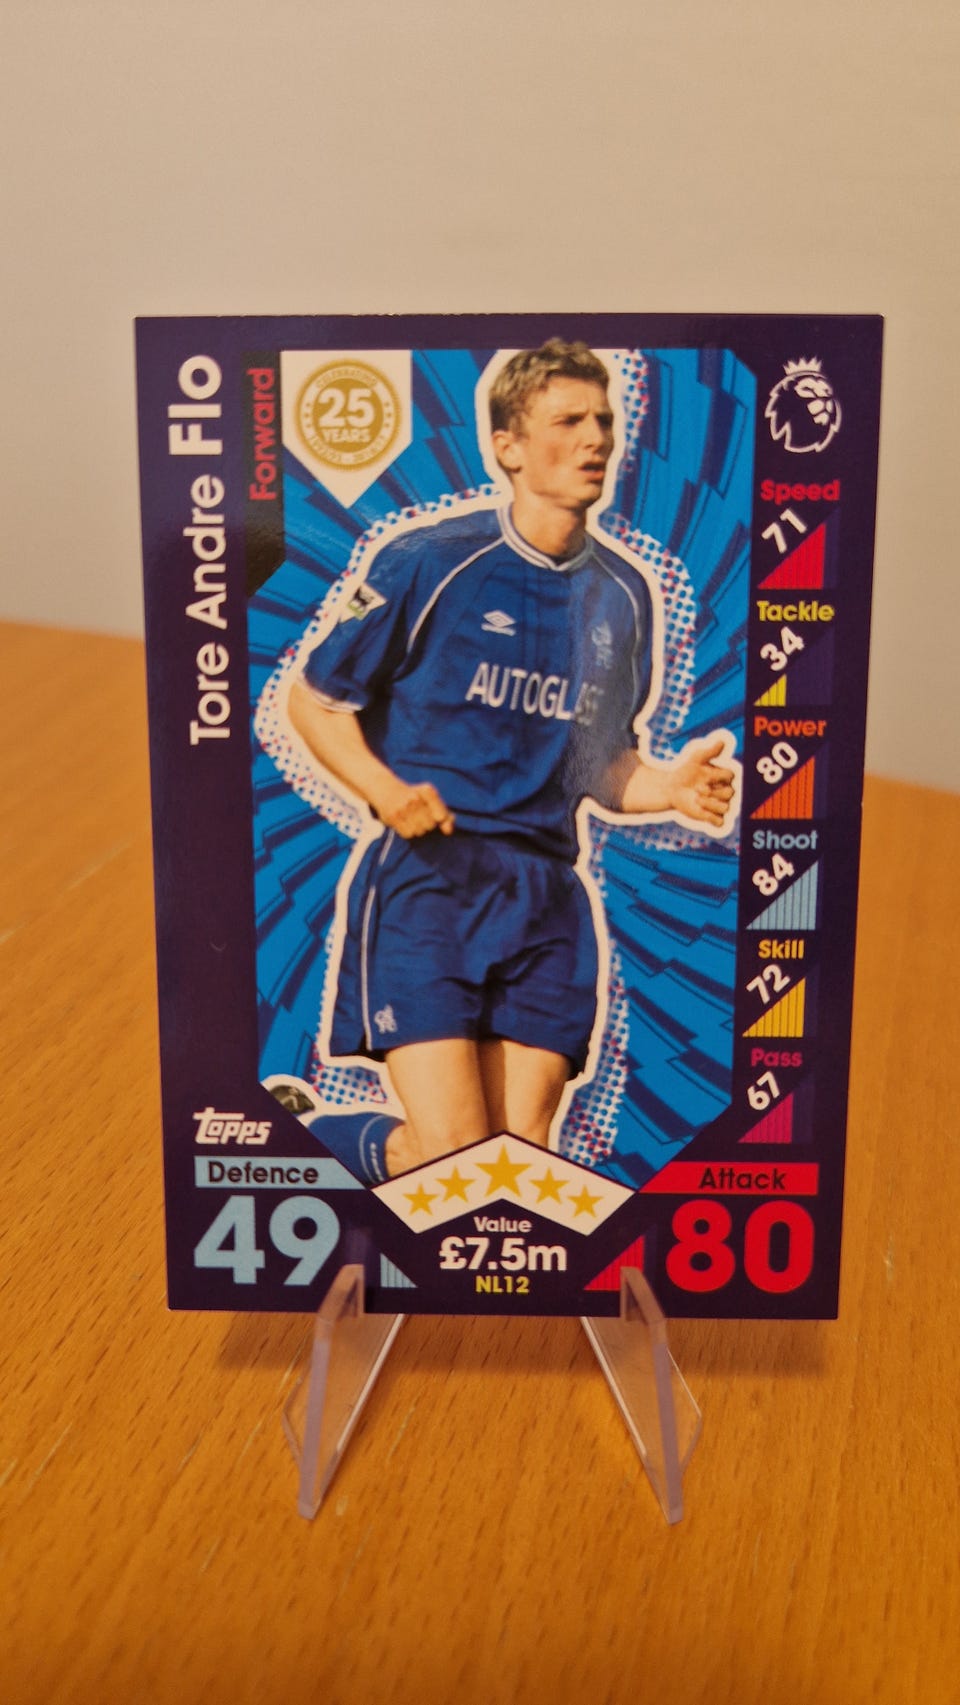 Tore Andre Flo
Forward
CELEBRATING
25
YEARS
AUTOGLASS
Speed
71
Tackle
34
Power
80
Shoot
84
Skill
72
Pass
67
Topps
Defence
49
Value
£7.5m
NL12
Attack
80